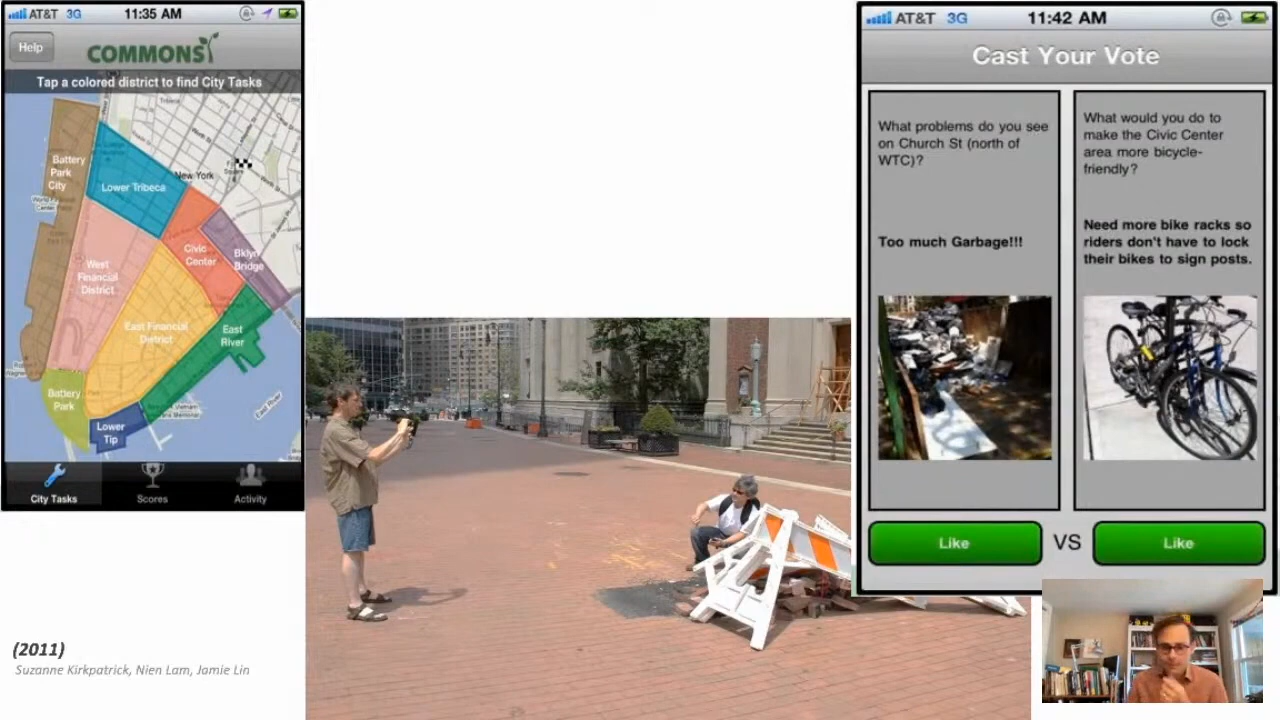 AT&T 3G 11:35 AM
Help
COMMONS
Tap a colored district to find City Tasks
Tribeca
Battery
Park
City
Lower Tribeca
New York
Civic
Center
Bklyn
Bridge
West
Financial
District
East Financial
District
East
River
Battery
Park
Lower
Tip
East River
City Tasks
Scores
Activity
(2011)
Suzanne Kirkpatrick, Nien Lam, Jamie Lin
AT&T 3G 11:42 AM
Cast Your Vote
What problems do you see
on Church St (north of
WTC)?
Too much Garbage!!!
What would you do to
make the Civic Center
area more bicycle-
friendly?
Need more bike racks so
riders don't have to lock
their bikes to sign posts.
Like
VS
Like